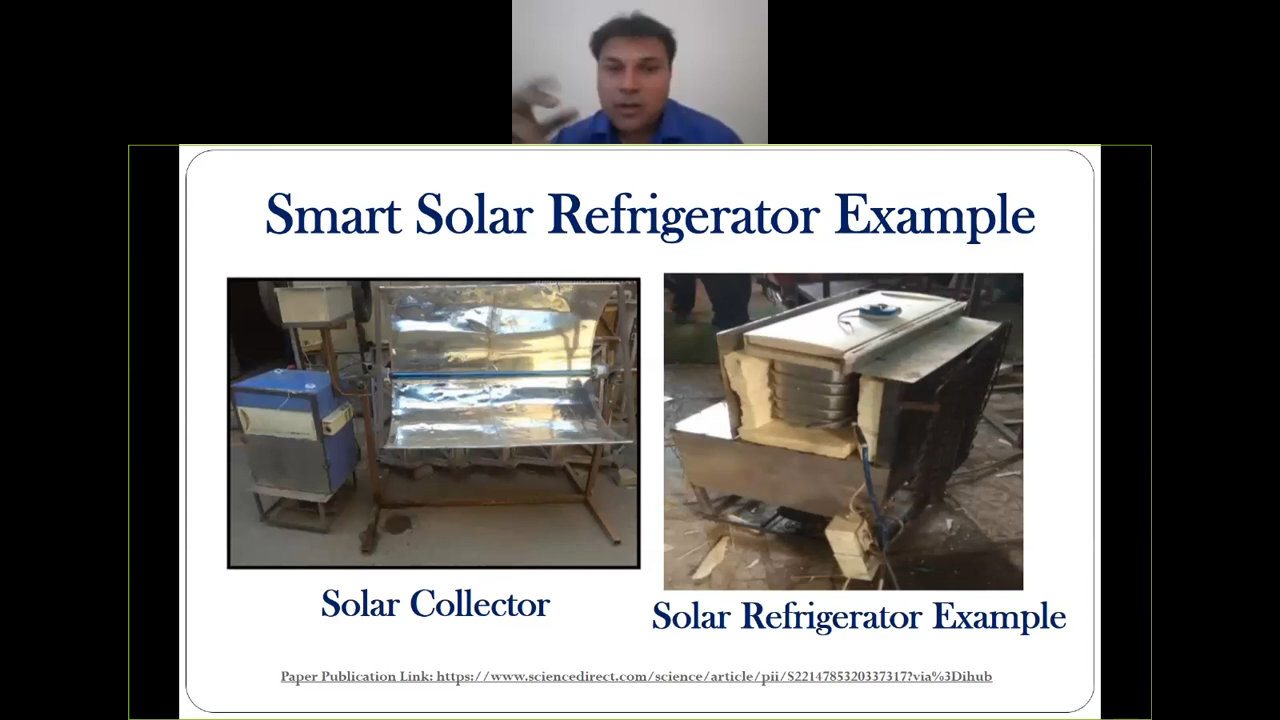 Smart Solar Refrigerator Example
Solar Collector
Solar Refrigerator Example
Paper Publication Link: https://www.sciencedirect.com/science/article/pii/S2214785320337317?via%3Dihub